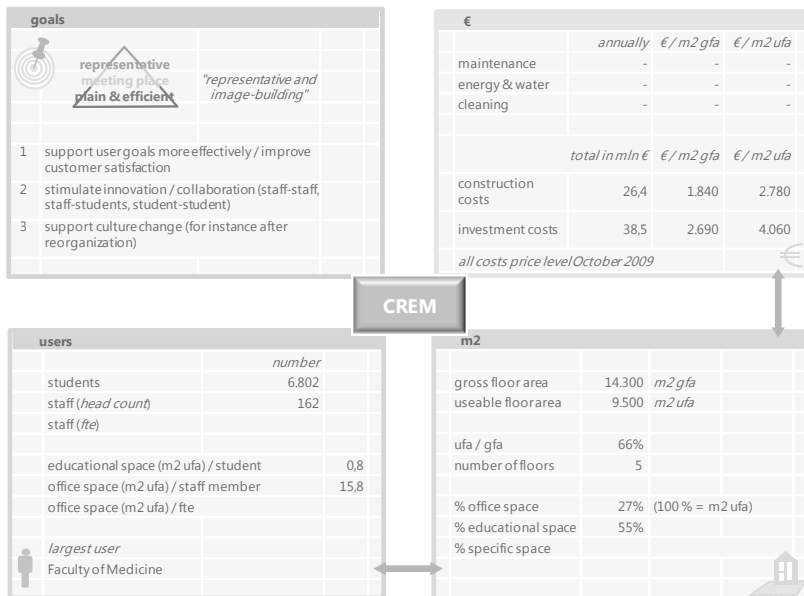 goals
representative
meeting place
plain & efficient
"representative and
image-building"
1 support user goals more effectively / improve
customer satisfaction
2 stimulate innovation / collaboration (staff-staff,
staff-students, student-student)
3 support culture change (for instance after
reorganization)
€
annually € / m2 gfa € / m2 ufa
maintenance - - -
energy & water - - -
cleaning - - -
total in mln € € / m2 gfa € / m2 ufa
construction
costs 26,4 1.840 2.780
investment costs 38,5 2.690 4.060
all costs price level October 2009
€
CREM
users
number
students 6.802
staff (head count) 162
staff (fte)
educational space (m2 ufa) / student 0,8
office space (m2 ufa) / staff member 15,8
office space (m2 ufa) / fte
largest user
Faculty of Medicine
m2
gross floor area 14.300 m2 gfa
useable floor area 9.500 m2 ufa
ufa / gfa 66%
number of floors 5
% office space 27% (100 % = m2 ufa)
% educational space 55%
% specific space